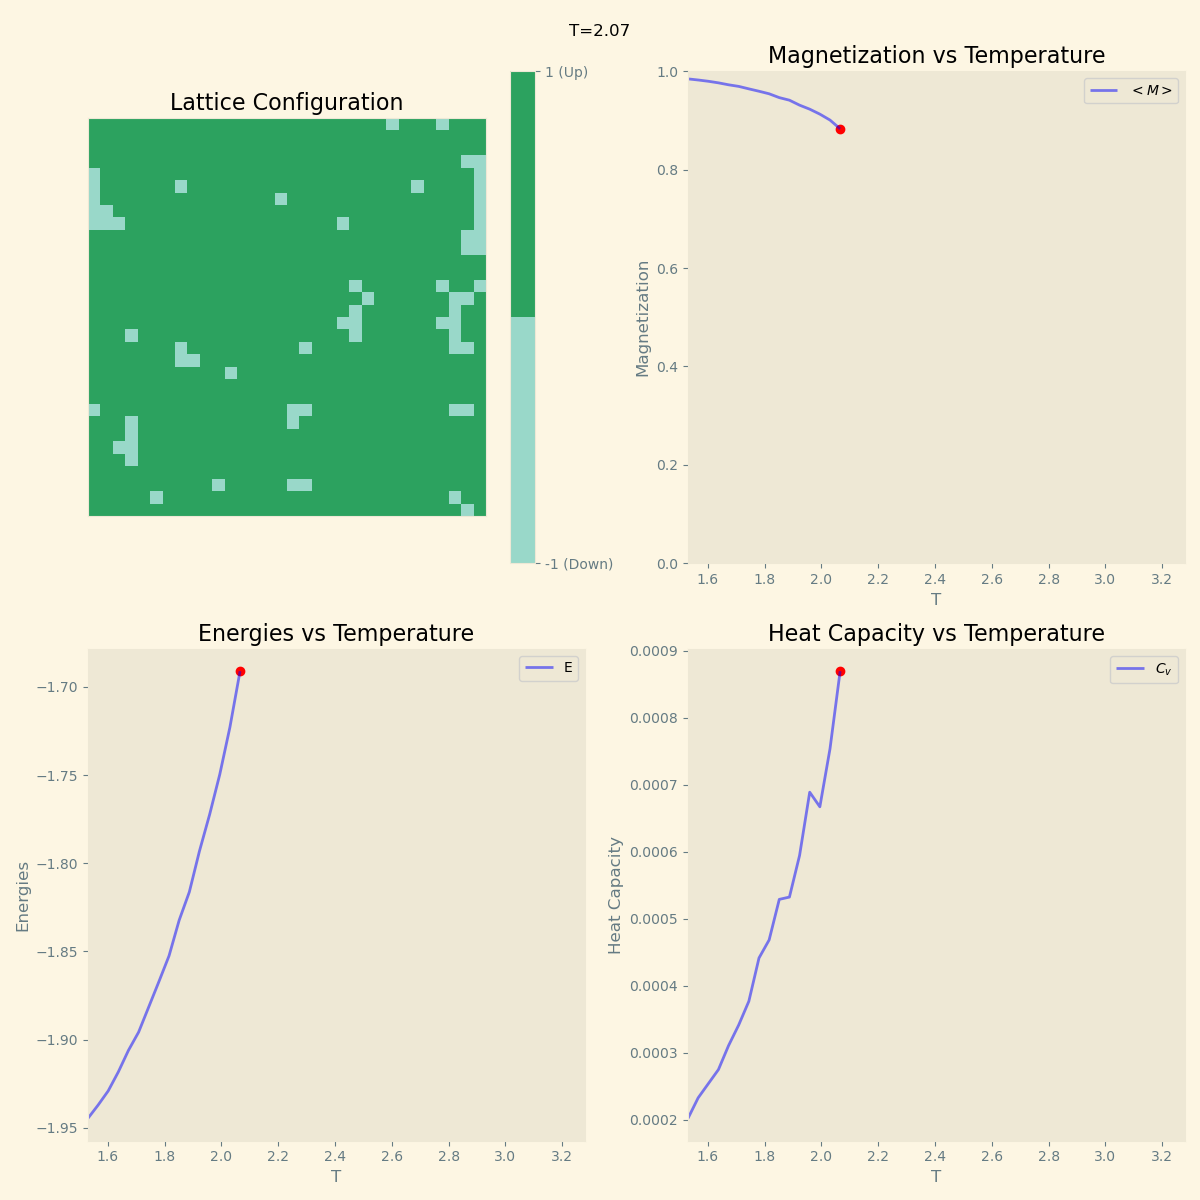 T=2.07
Lattice Configuration
1 (Up)
-1 (Down)
Magnetization vs Temperature
<M>
Magnetization
1.0
0.8
0.6
0.4
0.2
0.0
1.6 1.8 2.0 2.2 2.4 2.6 2.8 3.0 3.2
T
Energies vs Temperature
E
Energies
−1.70
−1.75
−1.80
−1.85
−1.90
−1.95
1.6 1.8 2.0 2.2 2.4 2.6 2.8 3.0 3.2
T
Heat Capacity vs Temperature
Cv
Heat Capacity
0.0009
0.0008
0.0007
0.0006
0.0005
0.0004
0.0003
0.0002
1.6 1.8 2.0 2.2 2.4 2.6 2.8 3.0 3.2
T